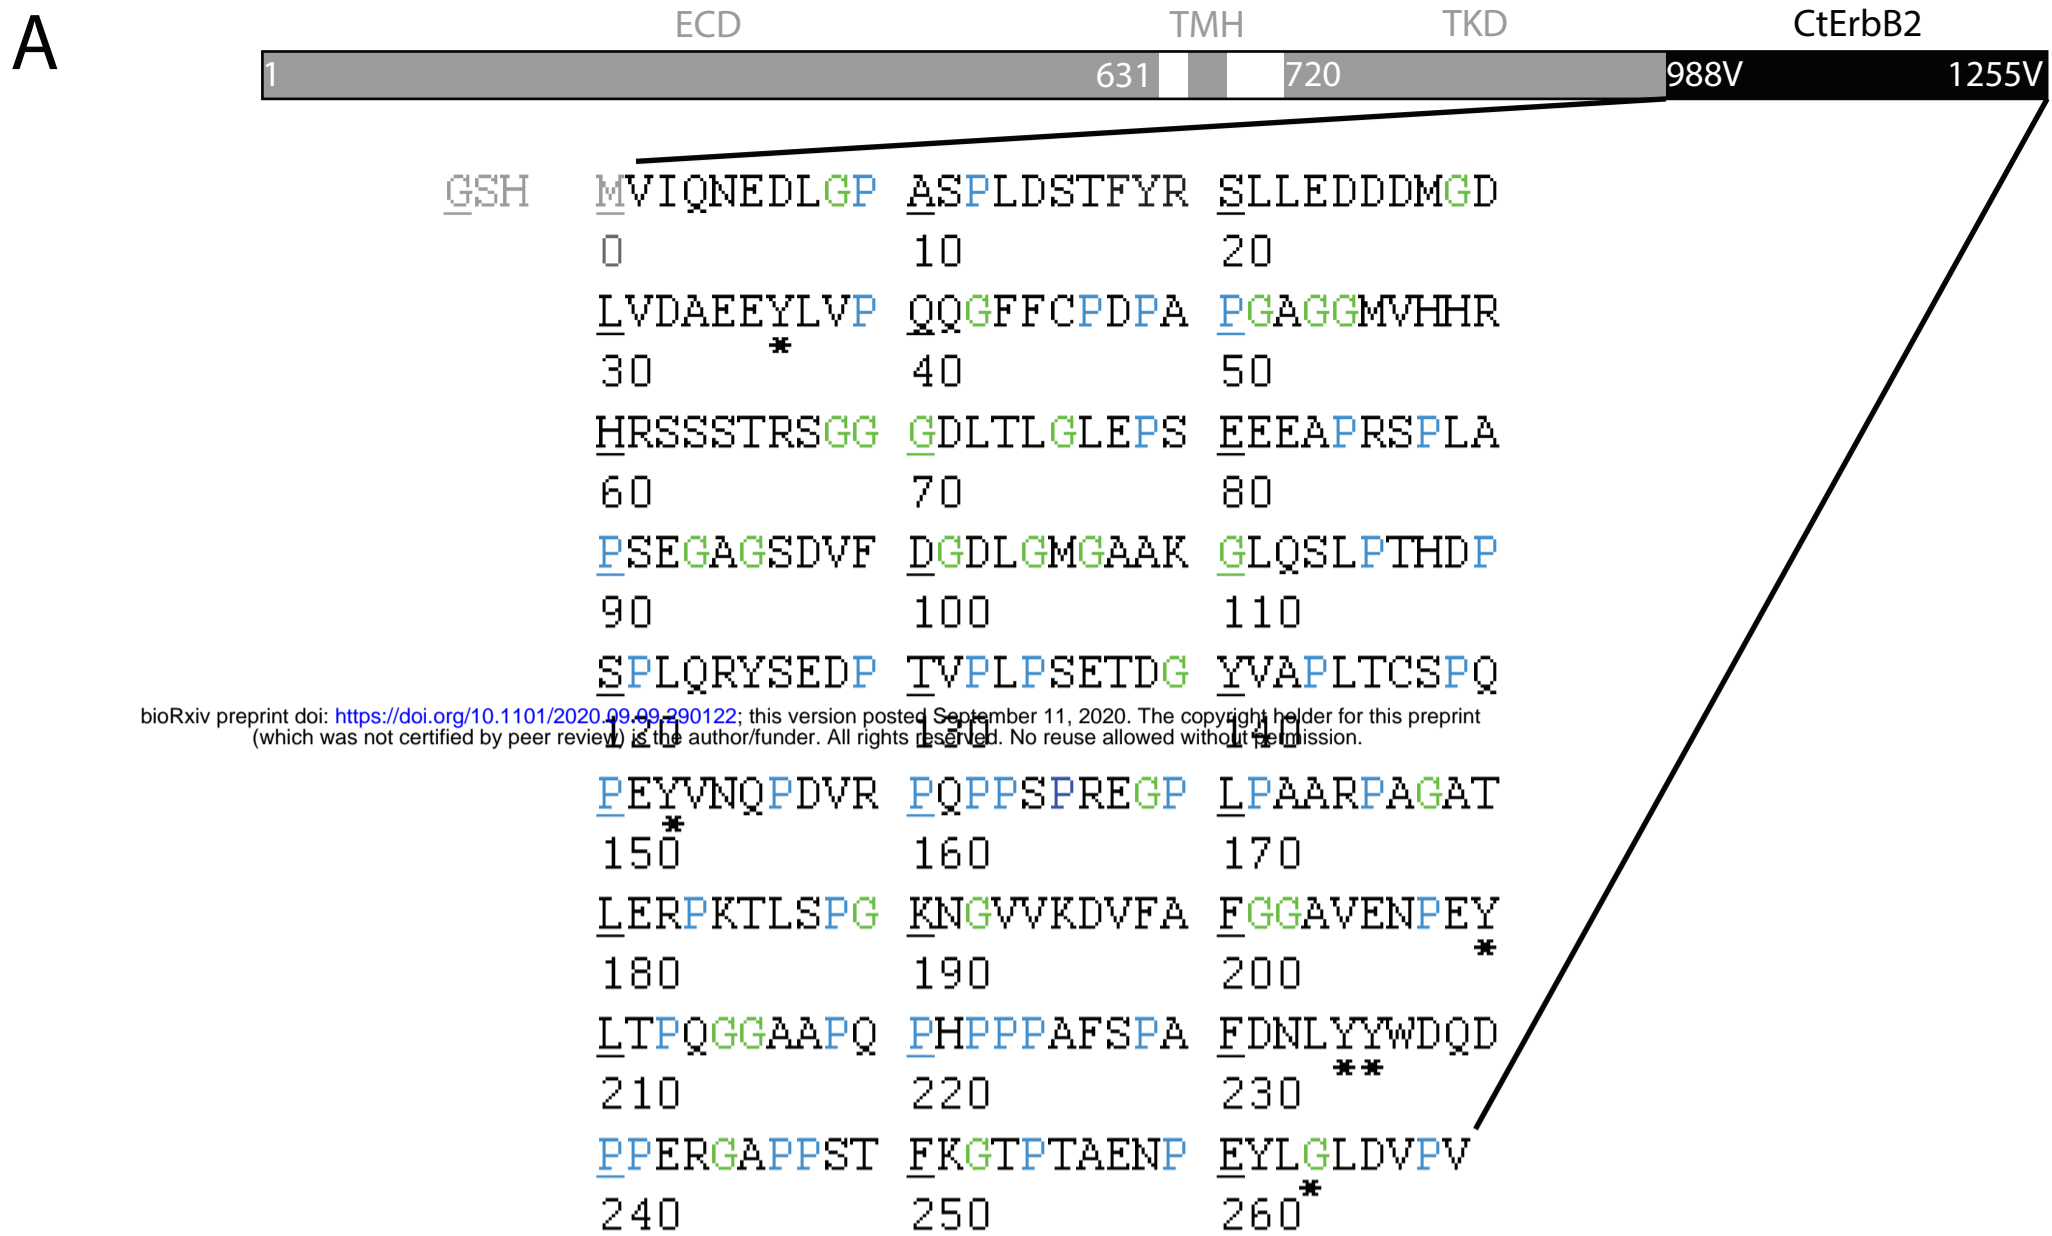 A
ECD TMH TKD CtErbB2
1 631 720 988V 1255V
GSH MVIQNEDLGP ASPLDSTFYR SLLEDDDMGD
0 10 20
LVDAEEYLVP QQGFFCPDPA PGAGGMVHHR
*
30 40 50
HRSSSTRSGG GDLTLGLEPS EEEAPRSPLA
60 70 80
PSEGAGSDVF DGDLGMGAAK GLQSLPTHDP
90 100 110
SPLQRYSEDP TVPLPSETDG YVAPLTCSPQ
bioRxiv preprint doi: https://doi.org/10.1101/2020.09.09.290122; this version posted September 11, 2020. The copyright holder for this preprint
(which was not certified by peer review) is the author/funder. All rights reserved. No reuse allowed without permission.
120 130 140
PEYVNQPDVR PQPPSPREGP LPAARPAGAT
*
150 160 170
LERPKTLSPG KNGVVKDVFA FGGAVENPEY
*
180 190 200
LTPQGGAAPQ PHPPPAFSPA FDNLYYWDQD
**
210 220 230
PPERGAPPST FKGTPTAENP EYLGLDVPV
*
240 250 260